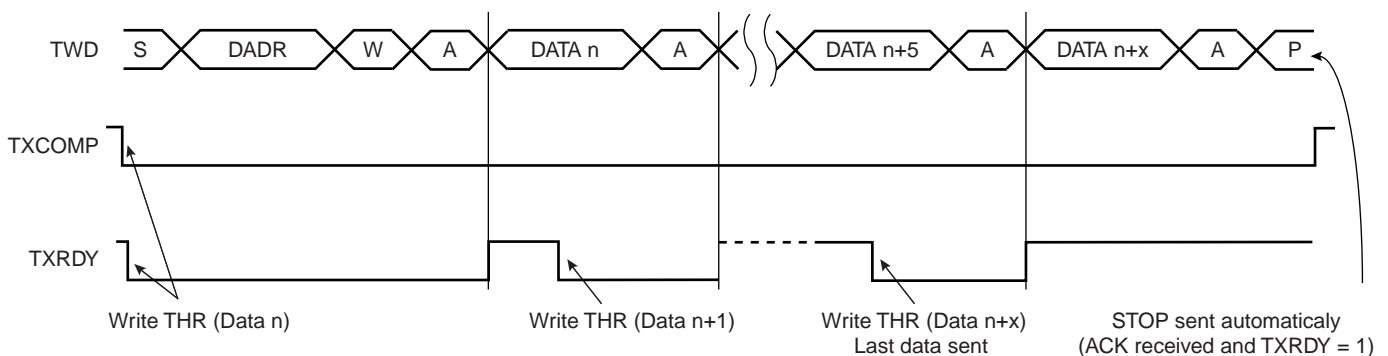 TWD S DADR W A DATA n A DATA n+5 A DATA n+x A P
TXCOMP
TXRDY
Write THR (Data n)
Write THR (Data n+1)
Write THR (Data n+x)
Last data sent
STOP sent automaticaly
(ACK received and TXRDY = 1)